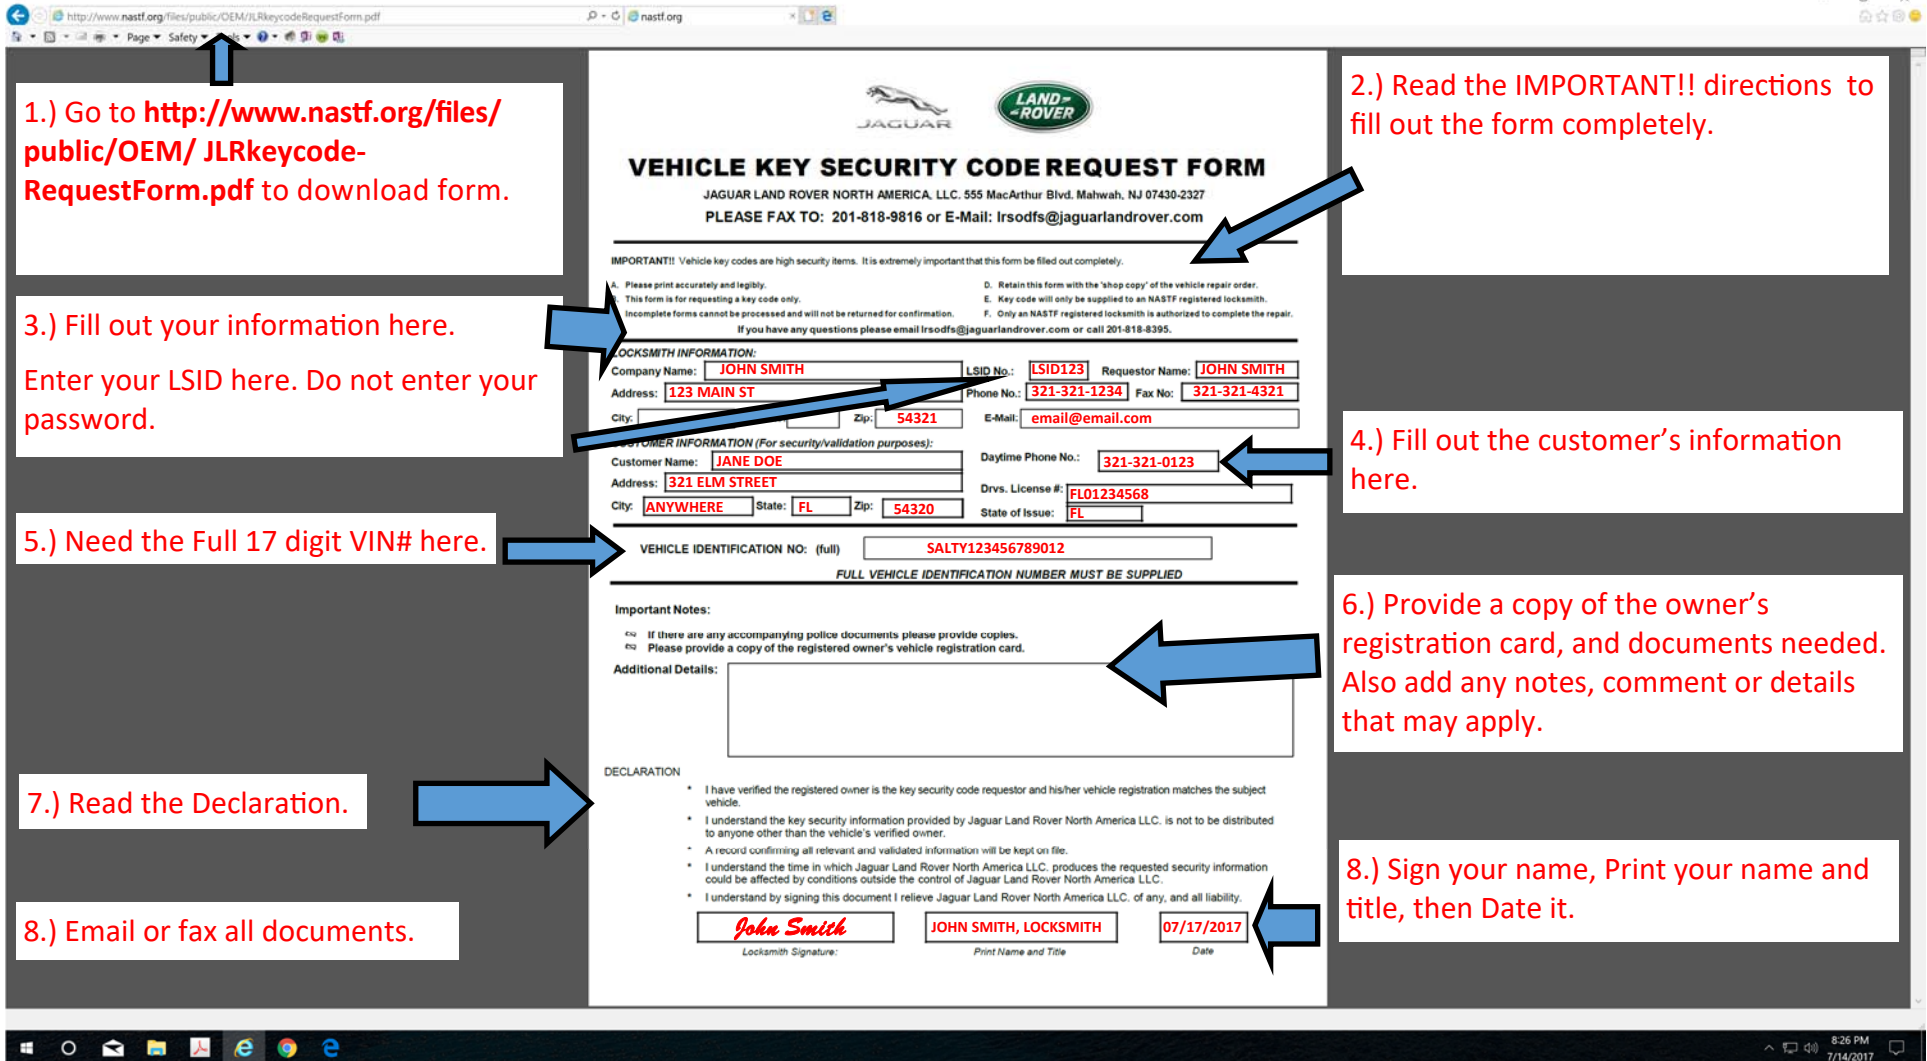 http://www.nastf.org/files/public/OEM/JLRkeycodeRequestForm.pdf
nastf.org
Page Safety
1.) Go to http://www.nastf.org/files/
public/OEM/ JLRkeycode-
RequestForm.pdf to download form.
2.) Read the IMPORTANT!! directions to
fill out the form completely.
3.) Fill out your information here.
Enter your LSID here. Do not enter your
password.
4.) Fill out the customer's information
here.
5.) Need the Full 17 digit VIN# here.
6.) Provide a copy of the owner's
registration card, and documents needed.
Also add any notes, comment or details
that may apply.
7.) Read the Declaration.
8.) Sign your name, Print your name and
title, then Date it.
8.) Email or fax all documents.
JAGUAR
LAND-
-ROVER
VEHICLE KEY SECURITY CODE REQUEST FORM
JAGUAR LAND ROVER NORTH AMERICA, LLC. 555 MacArthur Blvd. Mahwah, NJ 07430-2327
PLEASE FAX TO: 201-818-9816 or E-Mail: lrsodfs@jaguarlandrover.com
IMPORTANT!! Vehicle key codes are high security items. It is extremely important that this form be filled out completely.
A. Please print accurately and legibly.
This form is for requesting a key code only.
Incomplete forms cannot be processed and will not be returned for confirmation.
D. Retain this form with the 'shop copy' of the vehicle repair order.
E. Key code will only be supplied to an NASTF registered locksmith.
F. Only an NASTF registered locksmith is authorized to complete the repair.
If you have any questions please email lrsodfs@jaguarlandrover.com or call 201-818-8395.
LOCKSMITH INFORMATION:
Company Name: JOHN SMITH LSID No.: LSID123 Requestor Name: JOHN SMITH
Address: 123 MAIN ST Phone No.: 321-321-1234 Fax No: 321-321-4321
City: Zip: 54321 E-Mail: email@email.com
CUSTOMER INFORMATION (For security/validation purposes):
Customer Name: JANE DOE Daytime Phone No.: 321-321-0123
Address: 321 ELM STREET Drvs. License #: FL01234568
City: ANYWHERE State: FL Zip: 54320 State of Issue: FL
VEHICLE IDENTIFICATION NO: (full) SALTY123456789012
FULL VEHICLE IDENTIFICATION NUMBER MUST BE SUPPLIED
Important Notes:
If there are any accompanying police documents please provide copies.
Please provide a copy of the registered owner's vehicle registration card.
Additional Details:
DECLARATION
* I have verified the registered owner is the key security code requestor and his/her vehicle registration matches the subject
vehicle.
* I understand the key security information provided by Jaguar Land Rover North America LLC. is not to be distributed
to anyone other than the vehicle's verified owner.
* A record confirming all relevant and validated information will be kept on file.
* I understand the time in which Jaguar Land Rover North America LLC. produces the requested security information
could be affected by conditions outside the control of Jaguar Land Rover North America LLC.
* I understand by signing this document I relieve Jaguar Land Rover North America LLC. of any, and all liability.
John Smith JOHN SMITH, LOCKSMITH 07/17/2017
Locksmith Signature: Print Name and Title Date
8:26 PM
7/14/2017